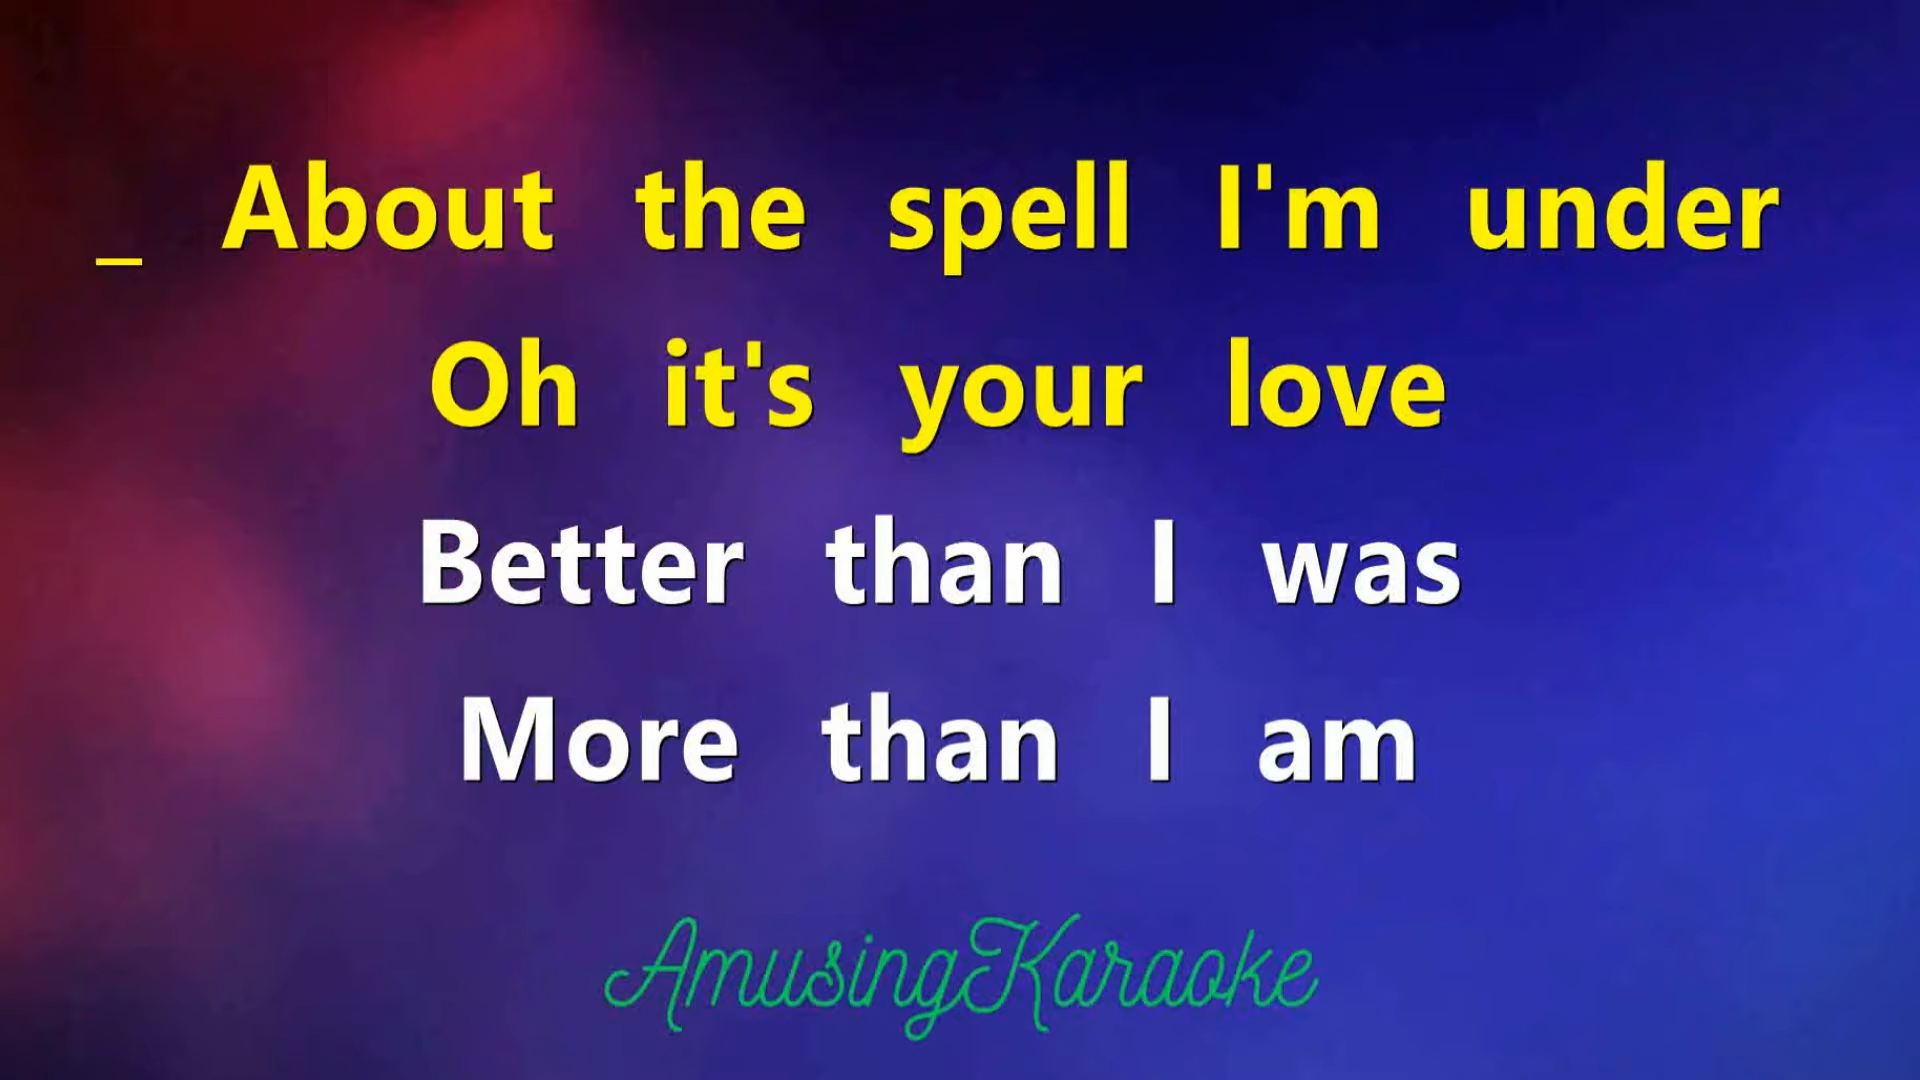 _ About the spell I'm under
Oh it's your love
Better than I was
More than I am
AmusingKaraoke